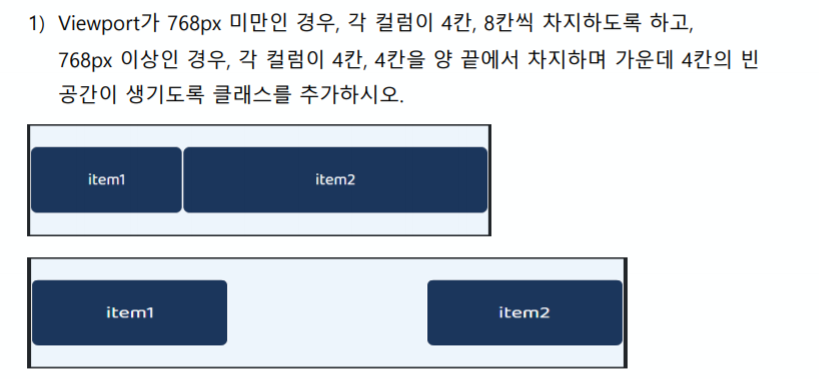 1) Viewport가 768px 미만인 경우, 각 컬럼이 4칸, 8칸씩 차지하도록 하고,
768px 이상인 경우, 각 컬럼이 4칸, 4칸을 양 끝에서 차지하며 가운데 4칸의 빈
공간이 생기도록 클래스를 추가하시오.
item1 item2
item1 item2